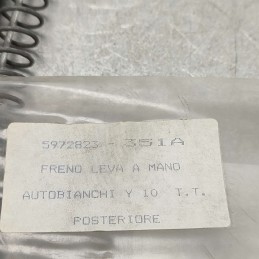 5972823 - 351A
FRENO LEVA A MANO
AUTOBIANCHI Y 10 T.T.
POSTERIORE